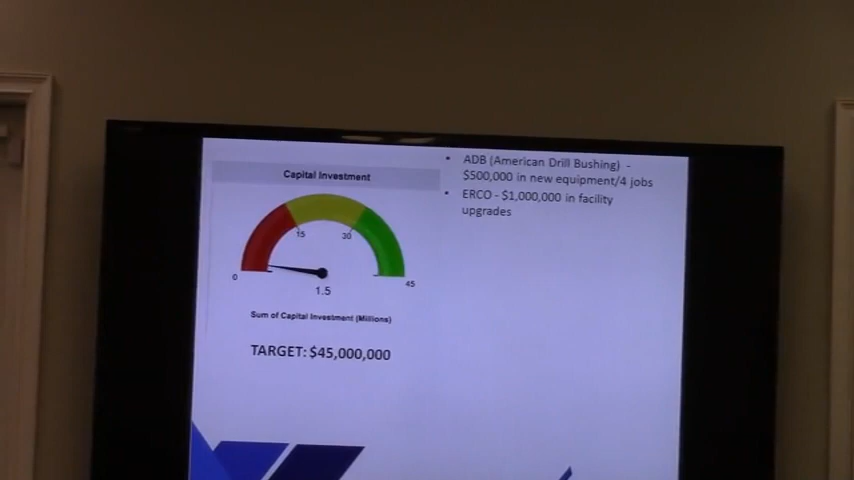 Capital Investment
15
30
0
45
1.5
Sum of Capital Investment (Millions)
TARGET: $45,000,000
• ADB (American Drill Bushing) -
$500,000 in new equipment/4 jobs
• ERCO - $1,000,000 in facility
upgrades